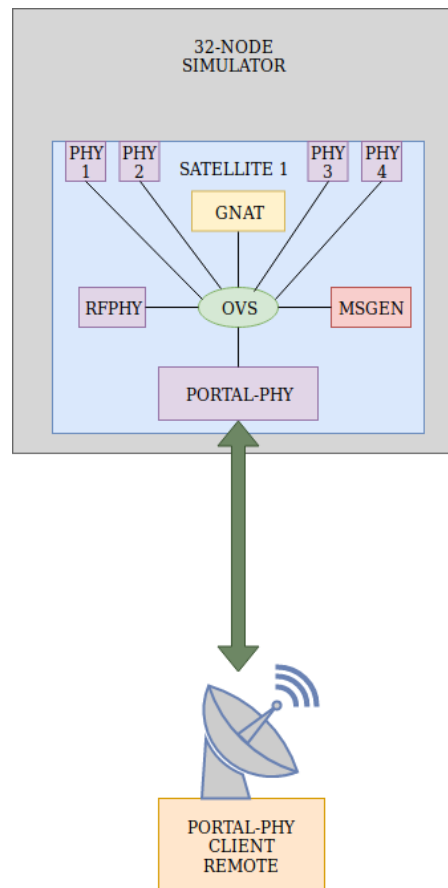 32-NODE
SIMULATOR
PHY
1
PHY
2
SATELLITE 1
PHY
3
PHY
4
GNAT
RFPHY
OVS
MSGEN
PORTAL-PHY
PORTAL-PHY
CLIENT
REMOTE